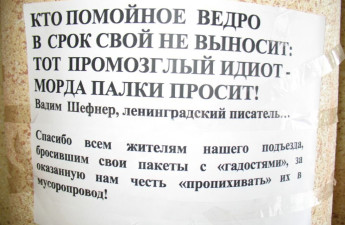 КТО ПОМОЙНОЕ ВЕДРО
В СРОК СВОЙ НЕ ВЫНОСИТ:
ТОТ ПРОМОЗГЛЫЙ ИДИОТ -
МОРДА ПАЛКИ ПРОСИТ!
Вадим Шефнер, ленинградский писатель...
Спасибо всем жителям нашего подъезда,
бросившим свои пакеты с «гадостями», за
оказанную нам честь «пропихивать» их в
мусоропровод!